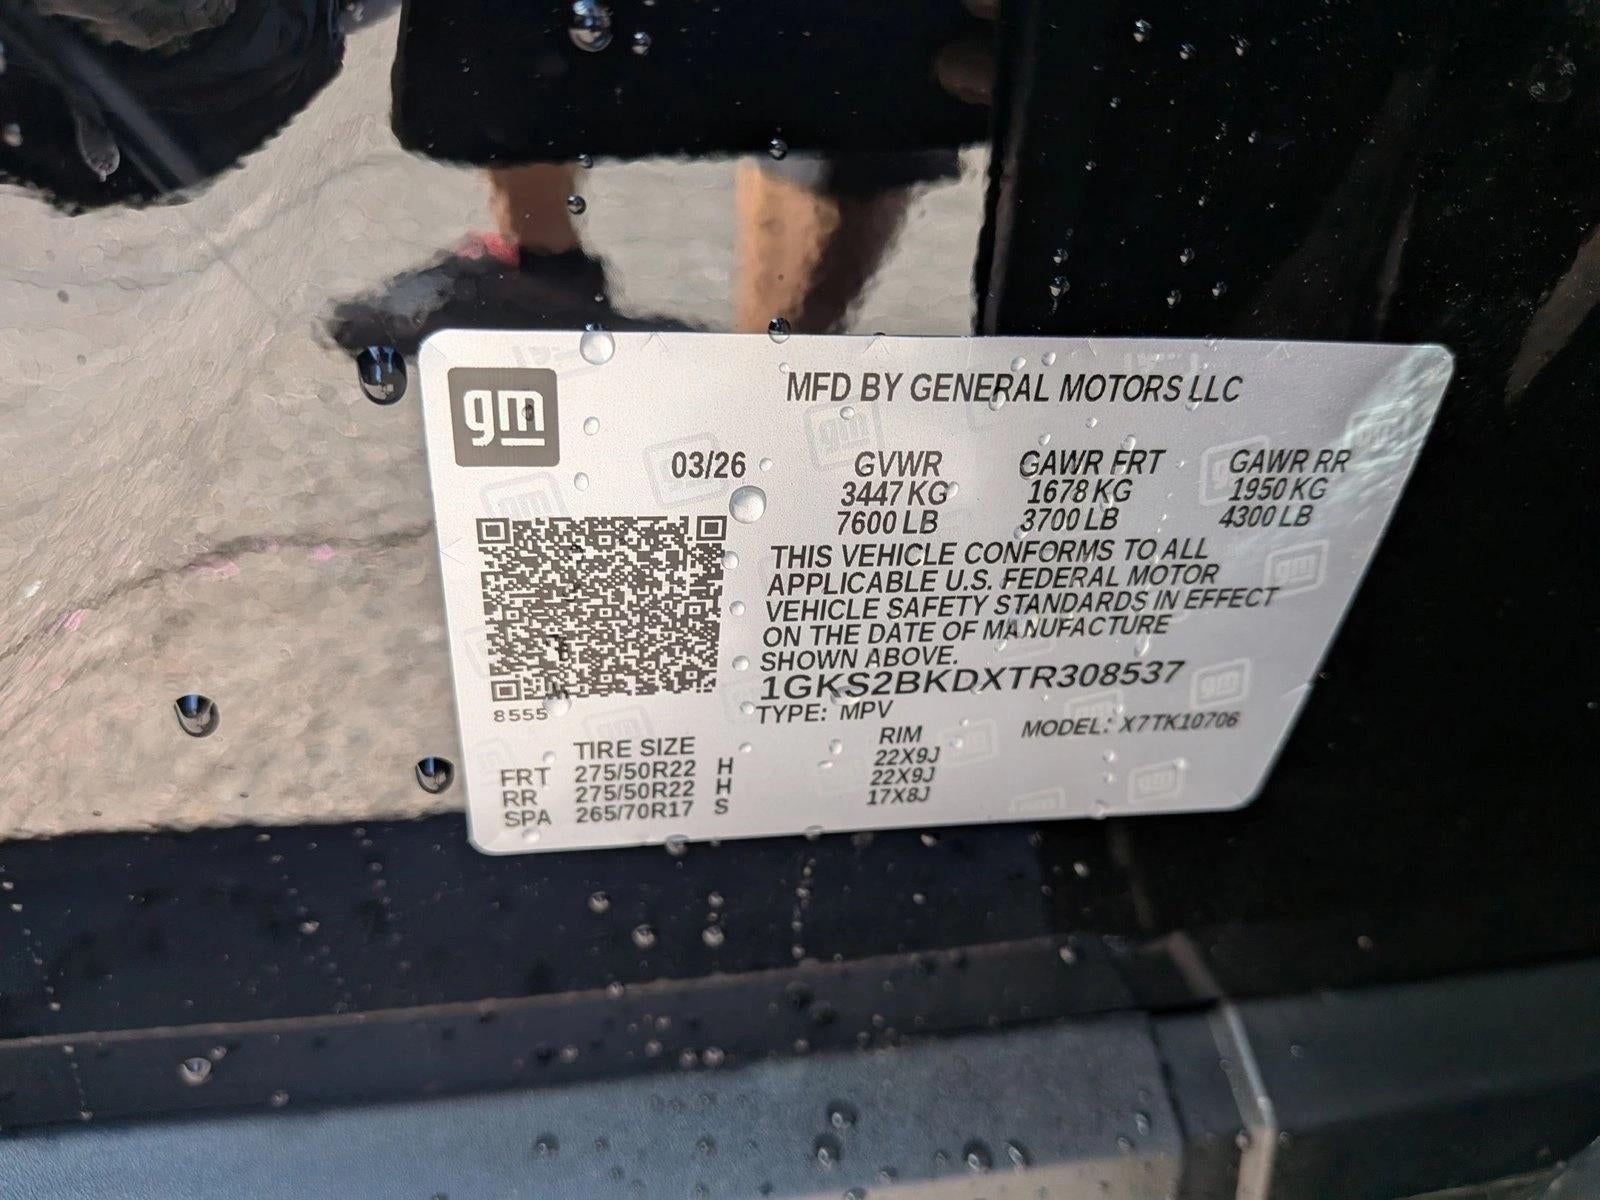 gm
MFD BY GENERAL MOTORS LLC
03/26
GVWR GAWR FRT GAWR RR
3447 KG 1678 KG 1950 KG
7600 LB 3700 LB 4300 LB
THIS VEHICLE CONFORMS TO ALL
APPLICABLE U.S. FEDERAL MOTOR
VEHICLE SAFETY STANDARDS IN EFFECT
ON THE DATE OF MANUFACTURE
SHOWN ABOVE.
1GKS2BKDXTR308537
8555
TYPE: MPV MODEL: X7TK10706
TIRE SIZE RIM
FRT 275/50R22 H 22X9J
RR 275/50R22 H 22X9J
SPA 265/70R17 S 17X8J